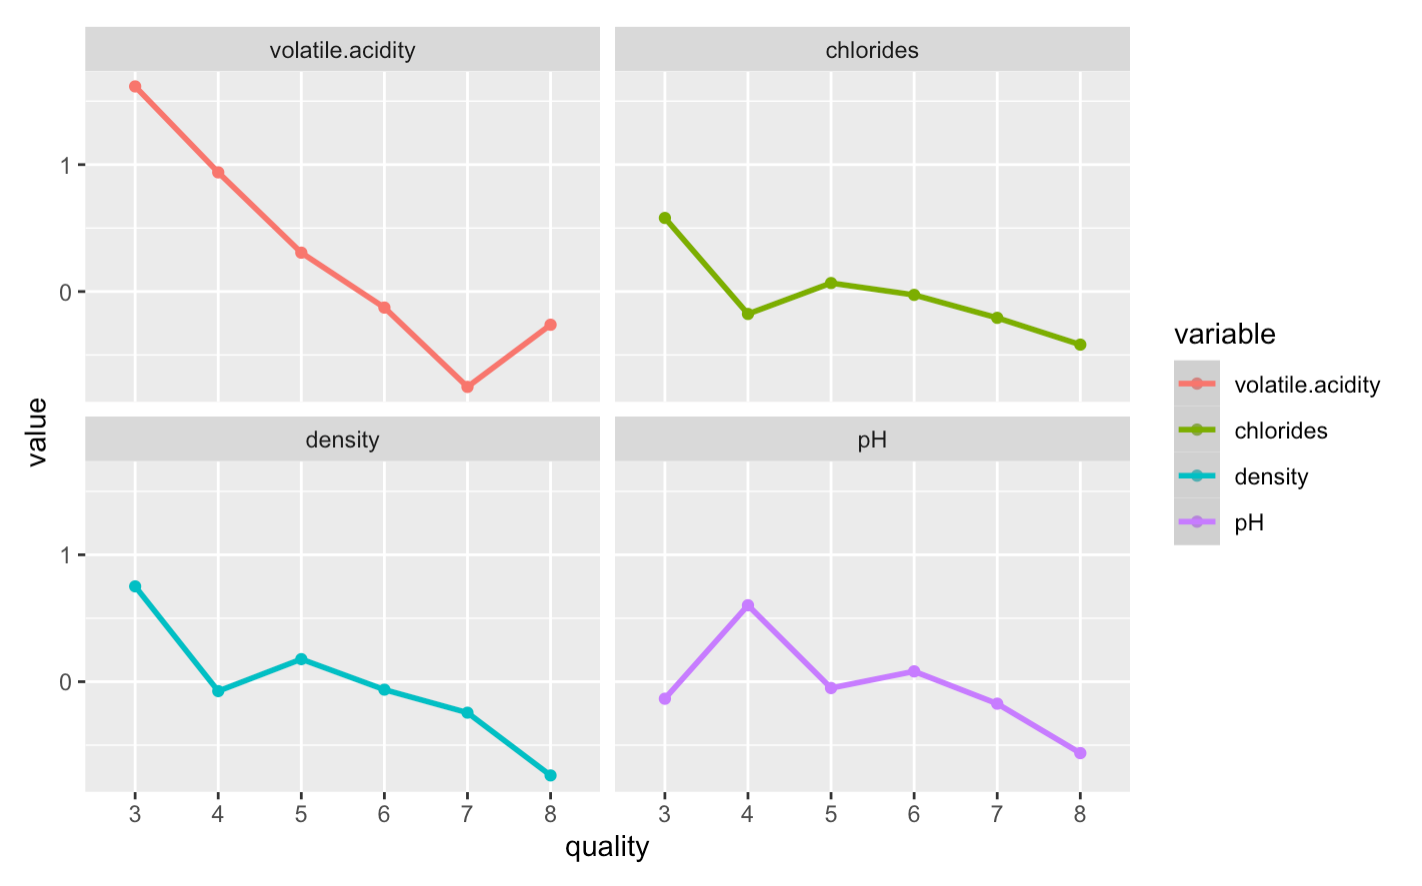 volatile.acidity
chlorides
1
0
density
pH
1
0
3 4 5 6 7 8
3 4 5 6 7 8
quality
value
variable
volatile.acidity
chlorides
density
pH